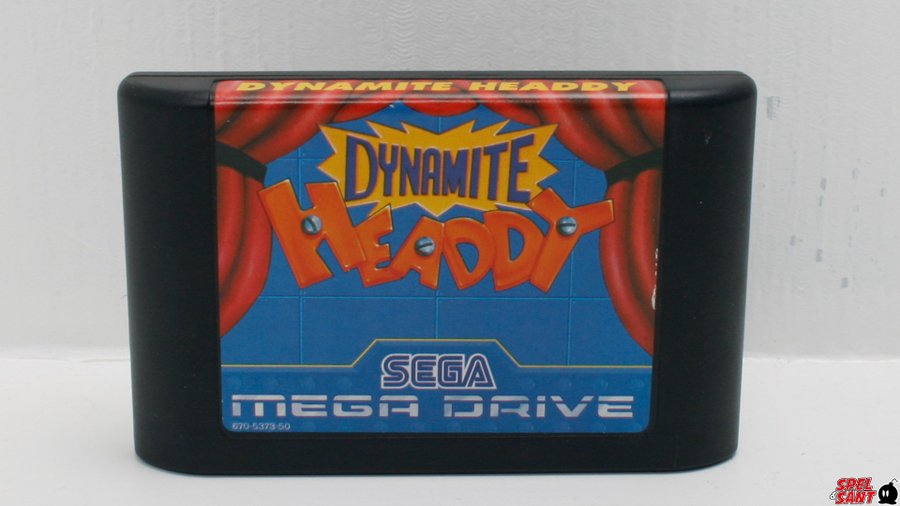 DYNAMITE HEADDY
DYNAMITE
HEADDY
SEGA
MEGA DRIVE
670-5373-50
SPEL
SANT